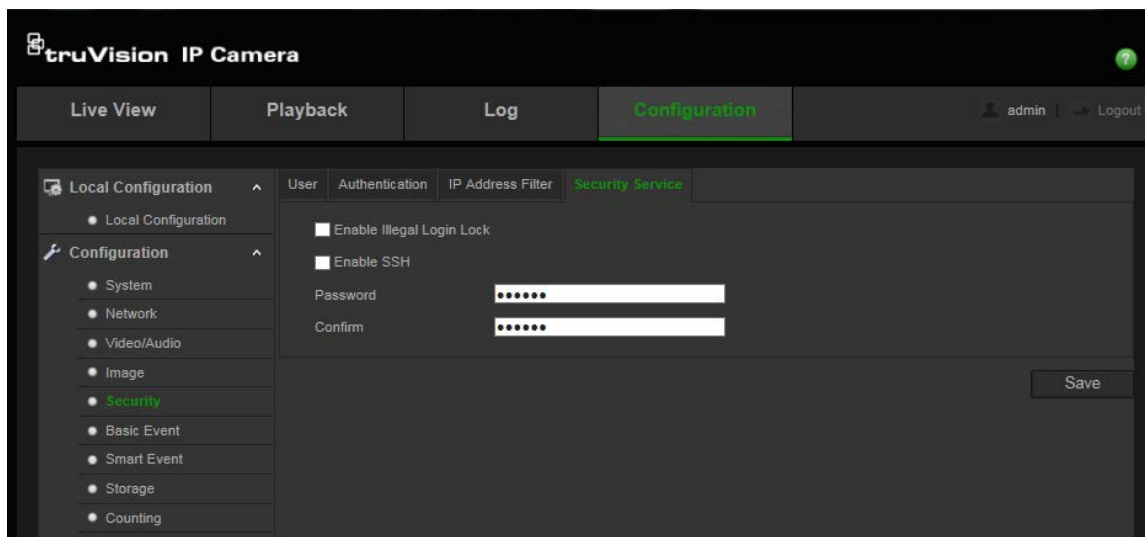 truVision IP Camera
?
Live View Playback Log Configuration admin | Logout
Local Configuration
Local Configuration
Configuration
System
Network
Video/Audio
Image
Security
Basic Event
Smart Event
Storage
Counting
User Authentication IP Address Filter Security Service
Enable Illegal Login Lock
Enable SSH
Password ••••••
Confirm ••••••
Save